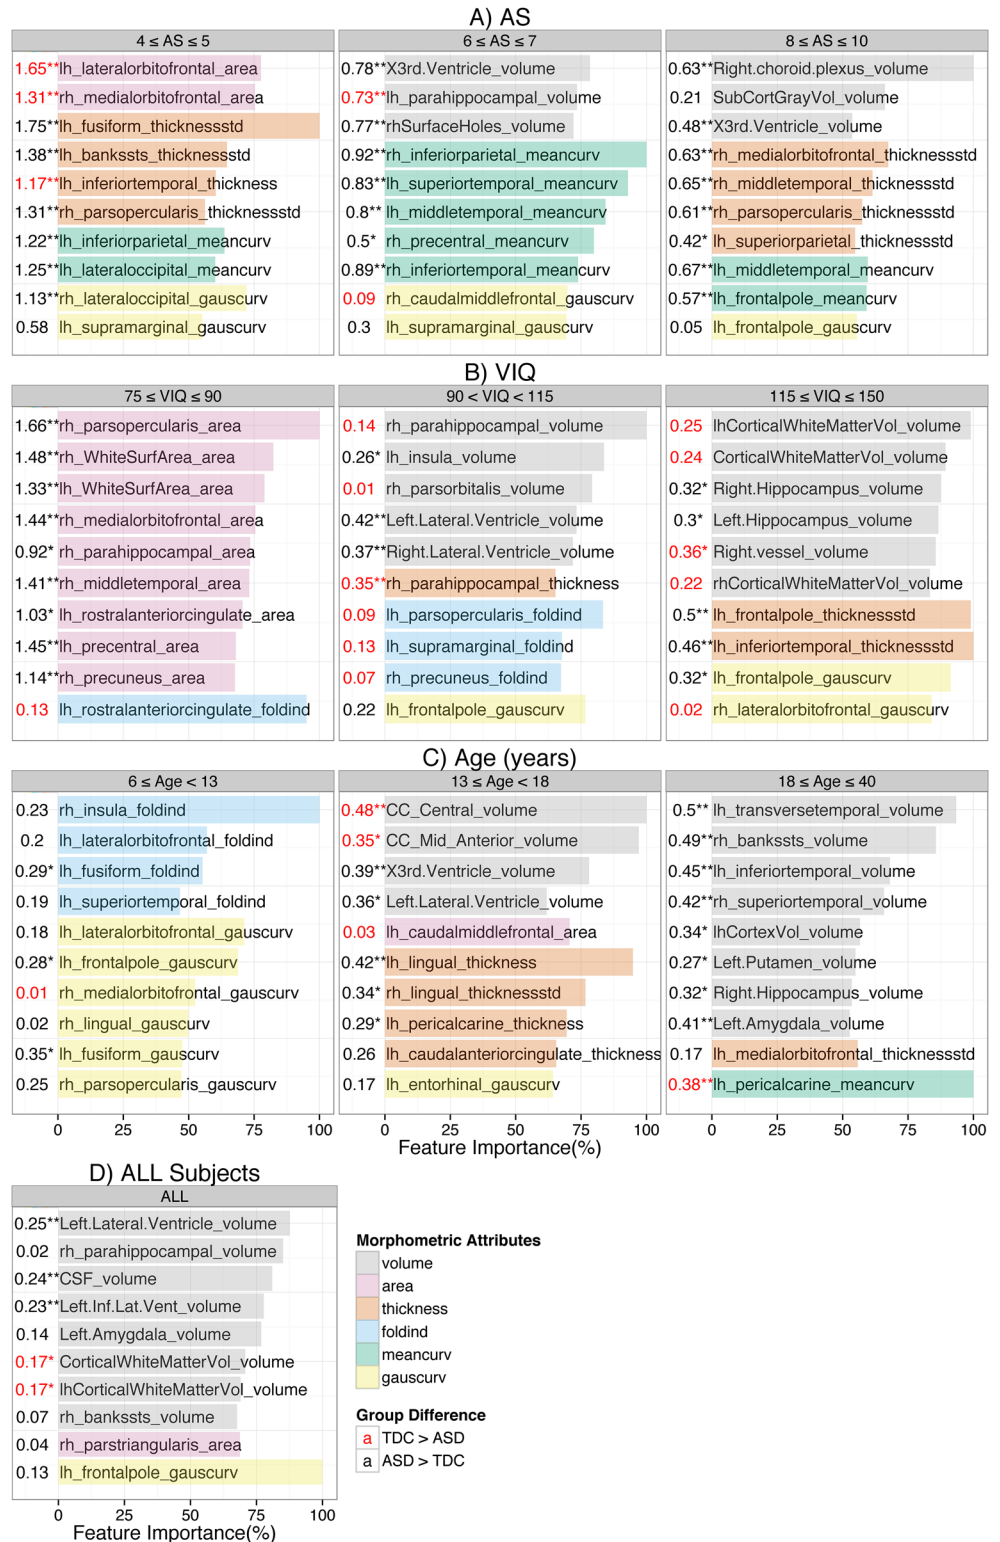 A) AS
4 ≤ AS ≤ 5
1.65** lh_lateralorbitofrontal_area
1.31** rh_medialorbitofrontal_area
1.75** lh_fusiform_thicknessstd
1.38** lh_bankssts_thicknessstd
1.17** lh_inferiortemporal_thickness
1.31** rh_parsopercularis_thicknessstd
1.22** lh_inferiorparietal_meancurv
1.25** lh_lateraloccipital_meancurv
1.13** rh_lateraloccipital_gauscurv
0.58 lh_supramarginal_gauscurv
6 ≤ AS ≤ 7
0.78** X3rd.Ventricle_volume
0.73** lh_parahippocampal_volume
0.77** rhSurfaceHoles_volume
0.92** rh_inferiorparietal_meancurv
0.83** lh_superiortemporal_meancurv
0.8** lh_middletemporal_meancurv
0.5* rh_precentral_meancurv
0.89** rh_inferiortemporal_meancurv
0.09 rh_caudalmiddlefrontal_gauscurv
0.3 lh_supramarginal_gauscurv
8 ≤ AS ≤ 10
0.63** Right.choroid.plexus_volume
0.21 SubCortGrayVol_volume
0.48** X3rd.Ventricle_volume
0.63** rh_medialorbitofrontal_thicknessstd
0.65** rh_middletemporal_thicknessstd
0.61** rh_parsopercularis_thicknessstd
0.42* lh_superiorparietal_thicknessstd
0.67** lh_middletemporal_meancurv
0.57** lh_frontalpole_meancurv
0.05 lh_frontalpole_gauscurv
B) VIQ
75 ≤ VIQ ≤ 90
1.66** rh_parsopercularis_area
1.48** rh_WhiteSurfArea_area
1.33** lh_WhiteSurfArea_area
1.44** rh_medialorbitofrontal_area
0.92* rh_parahippocampal_area
1.41** rh_middletemporal_area
1.03* lh_rostralanteriorcingulate_area
1.45** lh_precentral_area
1.14** rh_precuneus_area
0.13 lh_rostralanteriorcingulate_foldind
90 < VIQ < 115
0.14 rh_parahippocampal_volume
0.26* lh_insula_volume
0.01 rh_parsorbitalis_volume
0.42** Left.Lateral.Ventricle_volume
0.37** Right.Lateral.Ventricle_volume
0.35** rh_parahippocampal_thickness
0.09 lh_parsopercularis_foldind
0.13 lh_supramarginal_foldind
0.07 rh_precuneus_foldind
0.22 lh_frontalpole_gauscurv
115 ≤ VIQ ≤ 150
0.25 lhCorticalWhiteMatterVol_volume
0.24 CorticalWhiteMatterVol_volume
0.32* Right.Hippocampus_volume
0.3* Left.Hippocampus_volume
0.36* Right.vessel_volume
0.22 rhCorticalWhiteMatterVol_volume
0.5** lh_frontalpole_thicknessstd
0.46** lh_inferiortemporal_thicknessstd
0.32* lh_frontalpole_gauscurv
0.02 rh_lateralorbitofrontal_gauscurv
C) Age (years)
6 ≤ Age < 13
0.23 rh_insula_foldind
0.2 lh_lateralorbitofrontal_foldind
0.29* lh_fusiform_foldind
0.19 lh_superiortemporal_foldind
0.18 lh_lateralorbitofrontal_gauscurv
0.28* lh_frontalpole_gauscurv
0.01 rh_medialorbitofrontal_gauscurv
0.02 rh_lingual_gauscurv
0.35* lh_fusiform_gauscurv
0.25 rh_parsopercularis_gauscurv
13 ≤ Age < 18
0.48** CC_Central_volume
0.35* CC_Mid_Anterior_volume
0.39** X3rd.Ventricle_volume
0.36* Left.Lateral.Ventricle_volume
0.03 lh_caudalmiddlefrontal_area
0.42** lh_lingual_thickness
0.34* rh_lingual_thicknessstd
0.29* lh_pericalcarine_thickness
0.26 lh_caudalanteriorcingulate_thickness
0.17 lh_entorhinal_gauscurv
18 ≤ Age ≤ 40
0.5** lh_transversetemporal_volume
0.49** rh_bankssts_volume
0.45** lh_inferiortemporal_volume
0.42** rh_superiortemporal_volume
0.34* lhCortexVol_volume
0.27* Left.Putamen_volume
0.32* Right.Hippocampus_volume
0.41** Left.Amygdala_volume
0.17 lh_medialorbitofrontal_thicknessstd
0.38** lh_pericalcarine_meancurv
0 25 50 75 100
0 25 50 75 100
0 25 50 75 100
Feature Importance(%)
D) ALL Subjects
ALL
0.25** Left.Lateral.Ventricle_volume
0.02 rh_parahippocampal_volume
0.24** CSF_volume
0.23** Left.Inf.Lat.Vent_volume
0.14 Left.Amygdala_volume
0.17* CorticalWhiteMatterVol_volume
0.17* lhCorticalWhiteMatterVol_volume
0.07 rh_bankssts_volume
0.04 rh_parstriangularis_area
0.13 lh_frontalpole_gauscurv
0 25 50 75 100
Feature Importance(%)
Morphometric Attributes
volume
area
thickness
foldind
meancurv
gauscurv
Group Difference
a TDC > ASD
a ASD > TDC